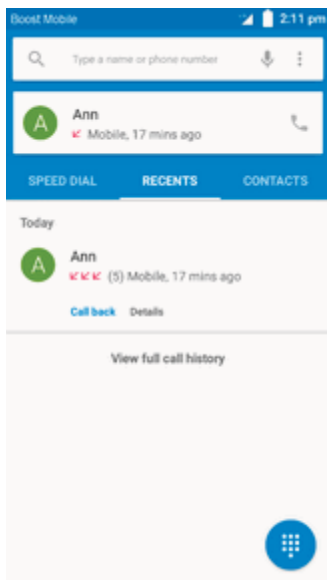 Boost Mobile 2:11 pm
Type a name or phone number
A
Ann
Mobile, 17 mins ago
SPEED DIAL RECENTS CONTACTS
Today
A
Ann
(5) Mobile, 17 mins ago
Call back Details
View full call history